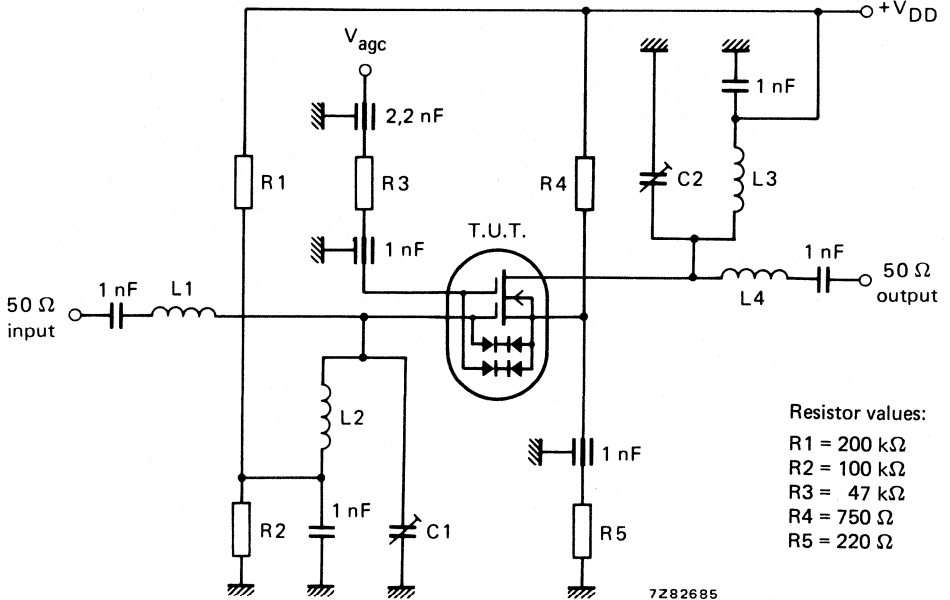 +V_DD
V_agc
1 nF
2,2 nF
R1
R3
R4
C2
L3
T.U.T.
1 nF
1 nF
50 Ω
output
L4
50 Ω
input
1 nF
L1
L2
1 nF
R2
1 nF
C1
R5
Resistor values:
R1 = 200 kΩ
R2 = 100 kΩ
R3 = 47 kΩ
R4 = 750 Ω
R5 = 220 Ω
7Z82685